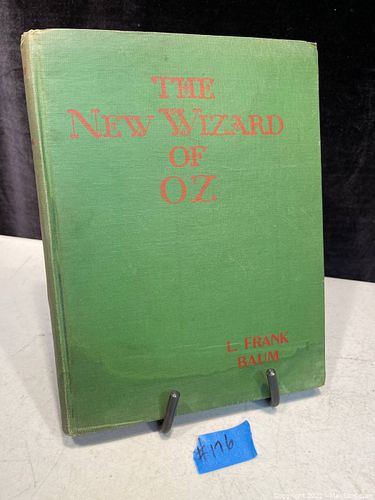 THE
NEW WIZARD
OF
OZ
L. FRANK
BAUM
#176